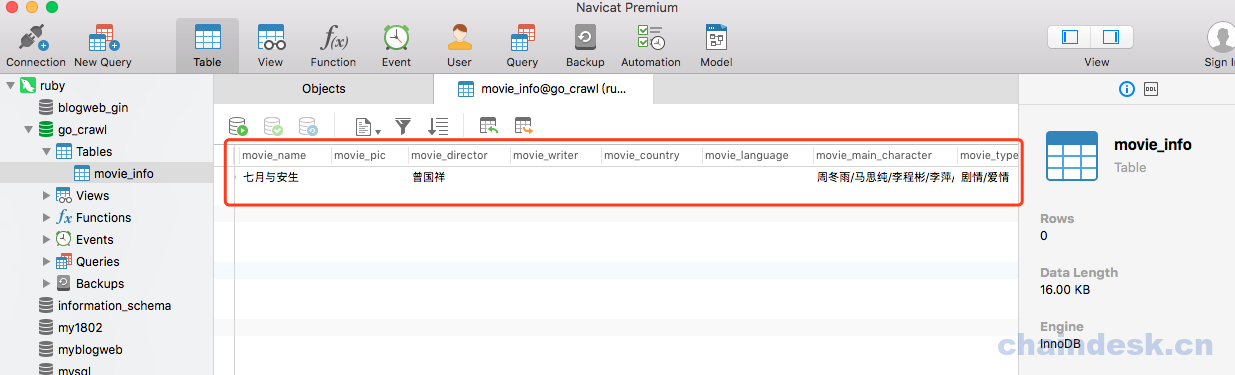 Navicat Premium
Connection New Query Table View Function Event User Query Backup Automation Model View
f(x)
ruby
blogweb_gin
go_crawl
Tables
movie_info
Views
fx Functions
Events
Queries
Backups
information_schema
my1802
myblogweb
mysql
Objects movie_info@go_crawl (ru...
movie_name movie_pic movie_director movie_writer movie_country movie_language movie_main_character movie_type
七月与安生 曾国祥 周冬雨/马思纯/李程彬/李萍/ 剧情/爱情
DDL
movie_info
Table
Rows
0
Data Length
16.00 KB
Engine
InnoDB
chaindesk.cn